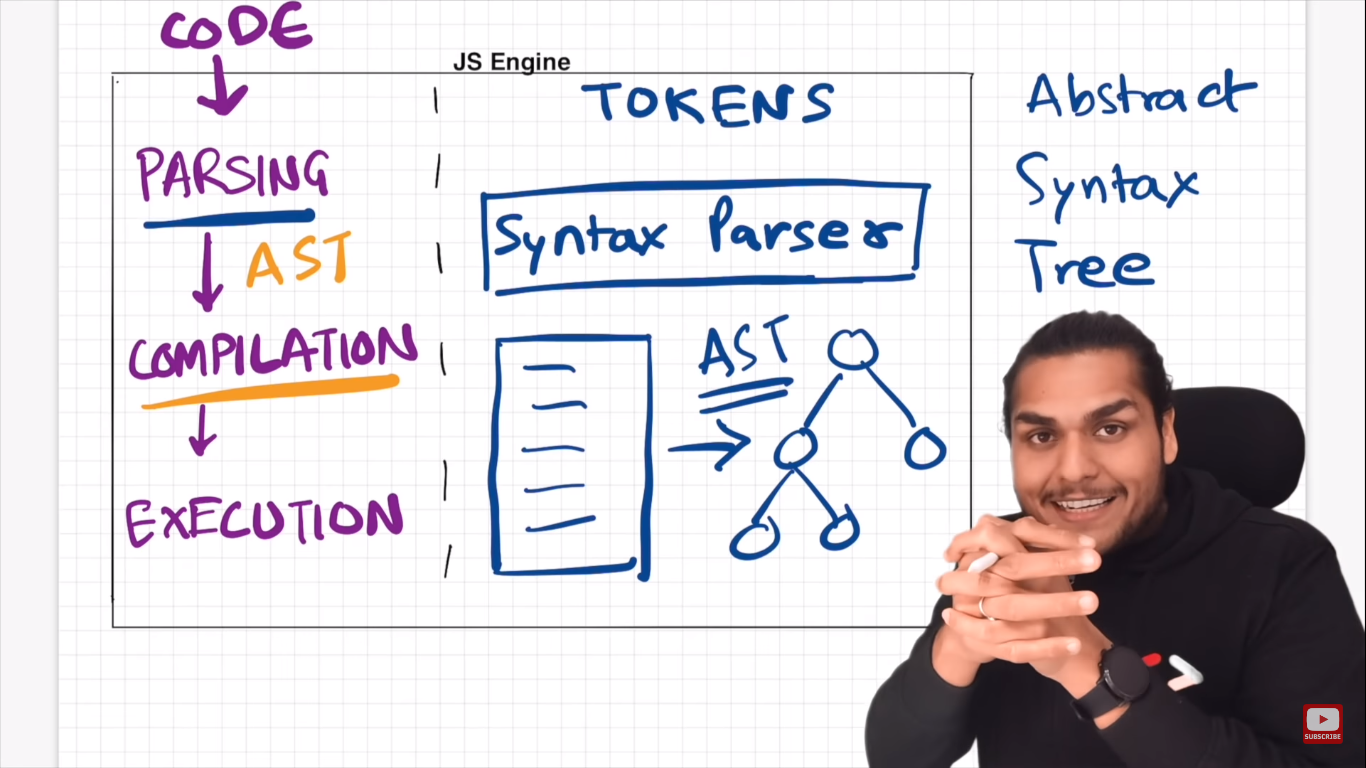 CODE
JS Engine
PARSING
AST
COMPILATION
EXECUTION
TOKENS
Syntax Parser
AST
Abstract
Syntax
Tree
SUBSCRIBE